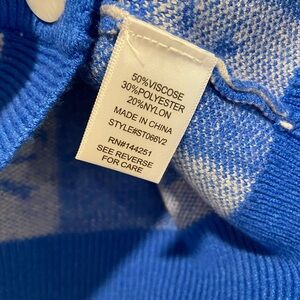 50%VISCOSE
30%POLYESTER
20%NYLON
MADE IN CHINA
STYLE#ST066V2
RN#144251
SEE REVERSE
FOR CARE